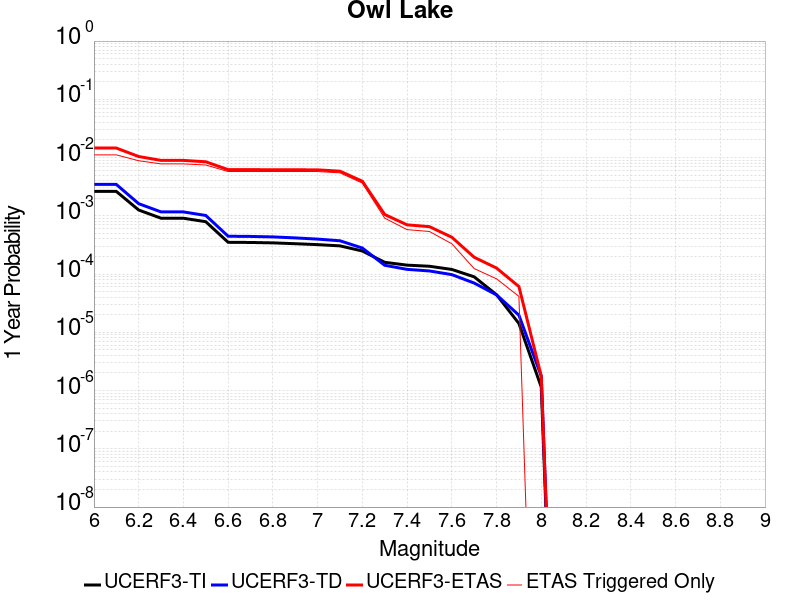 Owl Lake
10^0
10^-1
10^-2
10^-3
10^-4
10^-5
10^-6
10^-7
10^-8
1 Year Probability
6 6.2 6.4 6.6 6.8 7 7.2 7.4 7.6 7.8 8 8.2 8.4 8.6 8.8 9
Magnitude
UCERF3-TI UCERF3-TD UCERF3-ETAS ETAS Triggered Only